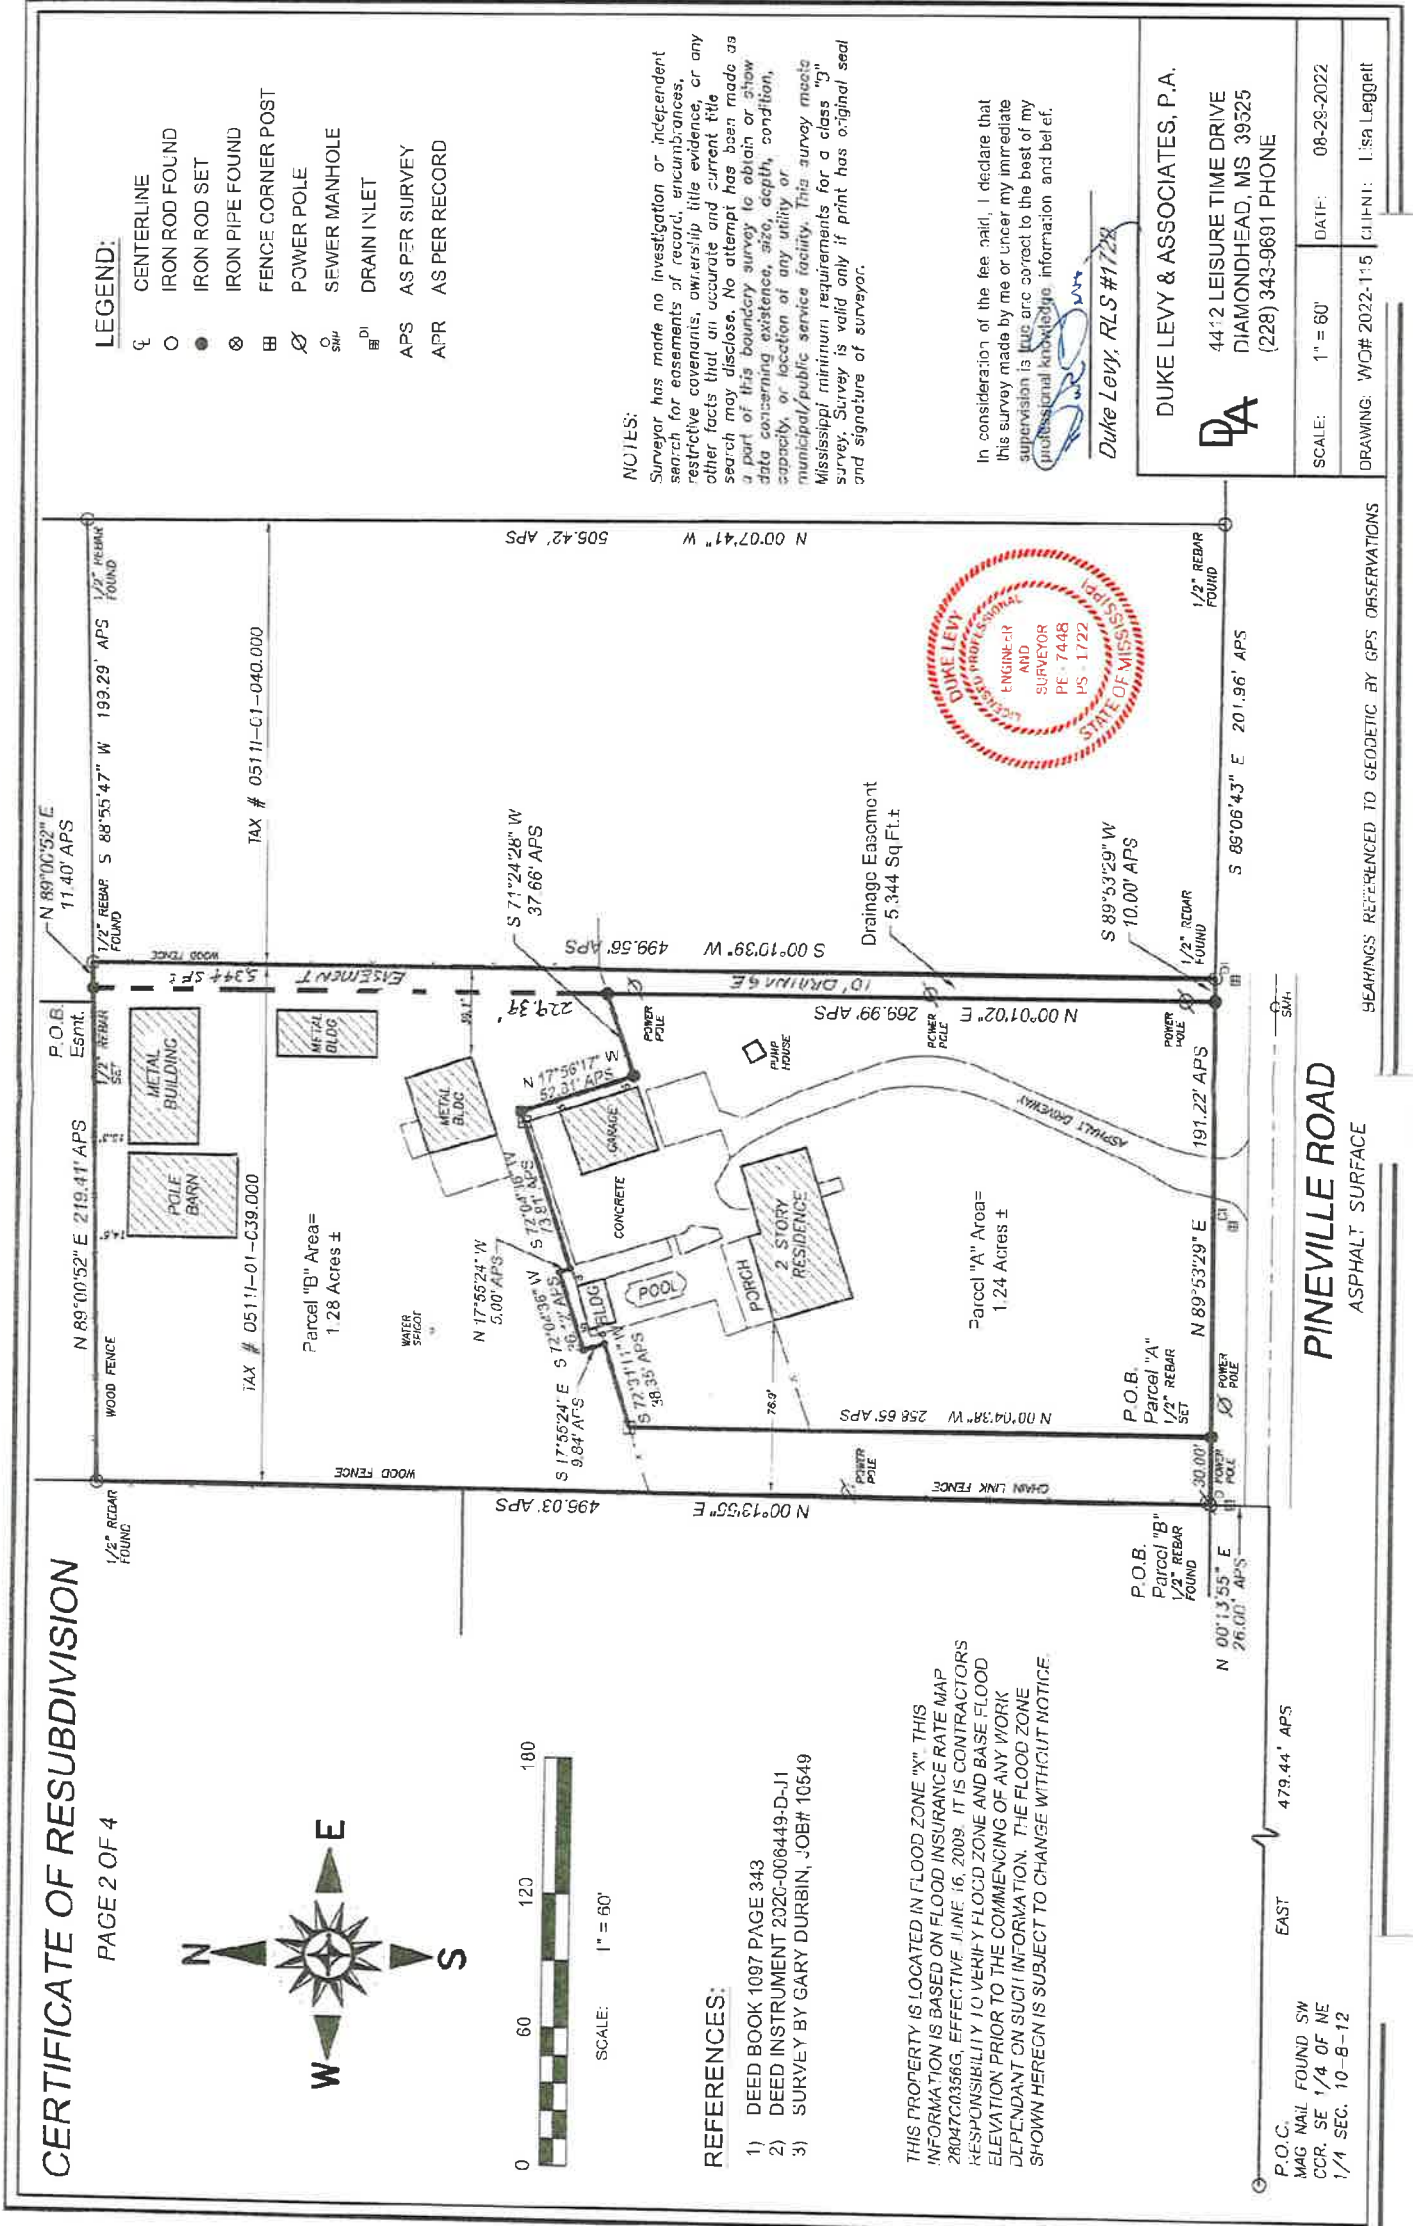 CERTIFICATE OF RESUBDIVISION
PAGE 2 OF 4
N
W
E
S
0
60
120
180
SCALE: 1" = 60'
REFERENCES:
1) DEED BOOK 1097 PAGE 343
2) DEED INSTRUMENT 2020-006449-D-J1
3) SURVEY BY GARY DURBIN, JOB# 10549
THIS PROPERTY IS LOCATED IN FLOOD ZONE "X". THIS
INFORMATION IS BASED ON FLOOD INSURANCE RATE MAP
28047C0356G, EFFECTIVE JUNE 16, 2009. IT IS CONTRACTORS
RESPONSIBILITY TO VERIFY FLOOD ZONE AND BASE FLOOD
ELEVATION PRIOR TO THE COMMENCING OF ANY WORK
DEPENDANT ON SUCH INFORMATION. THE FLOOD ZONE
SHOWN HEREON IS SUBJECT TO CHANGE WITHOUT NOTICE.
P.O.C.
MAG NAIL FOUND SW
COR. SE 1/4 OF NE
1/4 SEC. 10-8-12
EAST
479.44' APS
N 00°13'55" E
26.00' APS
P.O.B.
Parcel "B"
1/2" REBAR
FOUND
30.00'
POWER
POLE
1/2" REBAR
FOUND
N 89°00'52" E 219.41' APS
WOOD FENCE
P.O.B.
Esmt.
1/2" REBAR
SET
N 89°00'52" E
11.40' APS
1/2" REBAR
FOUND
S 88°55'47" W 199.29' APS
1/2" REBAR
FOUND
METAL
BUILDING
POLE
BARN
14.6'
METAL
BLDG
WOOD FENCE
EASEMENT 5,344 SF±
TAX # 0511I-01-039.000
TAX # 0511I-01-040.000
Parcel "B" Area=
1.28 Acres ±
WATER
SPIGOT
METAL
BLDG
229.39'
WOOD FENCE
N 17°55'24" W
5.00' APS
S 72°04'36" W
S 17°55'24" E
9.84' APS
S 72°31'11" W
38.35' APS
S 72°04'16" W
73.87' APS
N 17°56'17" W
S 71°24'28" W
37.66' APS
BLDG
POOL
PORCH
CONCRETE
GARAGE
2 STORY
RESIDENCE
76.9'
PUMP
HOUSE
POWER
POLE
POWER
POLE
POWER
POLE
POWER
POLE
496.03' APS
N 00°13'55" E
CHAIN LINK FENCE
N 00°04'38" W 258.65 APS
Parcel "A" Area=
1.24 Acres ±
ASPHALT DRIVEWAY
N 00°01'02" E 269.99' APS
10' DRAINAGE
S 00°10'39" W 499.56' APS
N 00°07'41" W 506.42' APS
Drainage Easement
5,344 Sq.Ft.±
S 89°53'29" W
10.00' APS
1/2" REBAR
FOUND
DI
P.O.B.
Parcel "A"
1/2" REBAR
SET
POWER
POLE
N 89°53'29" E 191.22' APS
DI
SMH
S 89°06'43" E 201.96' APS
1/2" REBAR
FOUND
PINEVILLE ROAD
ASPHALT SURFACE
BEARINGS REFERENCED TO GEODETIC BY GPS OBSERVATIONS
DUKE LEVY
LICENSED PROFESSIONAL
ENGINEER
AND
SURVEYOR
PE - 7448
PS - 1722
STATE OF MISSISSIPPI
LEGEND:
CL CENTERLINE
IRON ROD FOUND
IRON ROD SET
IRON PIPE FOUND
FENCE CORNER POST
POWER POLE
SMH SEWER MANHOLE
DI DRAIN INLET
APS AS PER SURVEY
APR AS PER RECORD
NOTES:
Surveyor has made no investigation or independent
search for easements of record, encumbrances,
restrictive covenants, ownership title evidence, or any
other facts that an accurate and current title
search may disclose. No attempt has been made as
a part of this boundary survey to obtain or show
data concerning existence, size, depth, condition,
capacity, or location of any utility or
municipal/public service facility. This survey meets
Mississippi minimum requirements for a class "B"
survey. Survey is valid only if print has original seal
and signature of surveyor.
In consideration of the fee paid, I declare that
this survey made by me or under my immediate
supervision is true and correct to the best of my
professional knowledge, information and belief.
Duke Levy, RLS #1722
DUKE LEVY & ASSOCIATES, P.A.
DLA
4412 LEISURE TIME DRIVE
DIAMONDHEAD, MS 39525
(228) 343-9691 PHONE
SCALE: 1" = 60' DATE: 08-29-2022
DRAWING: WO# 2022-115 CLIENT: Lisa Leggett